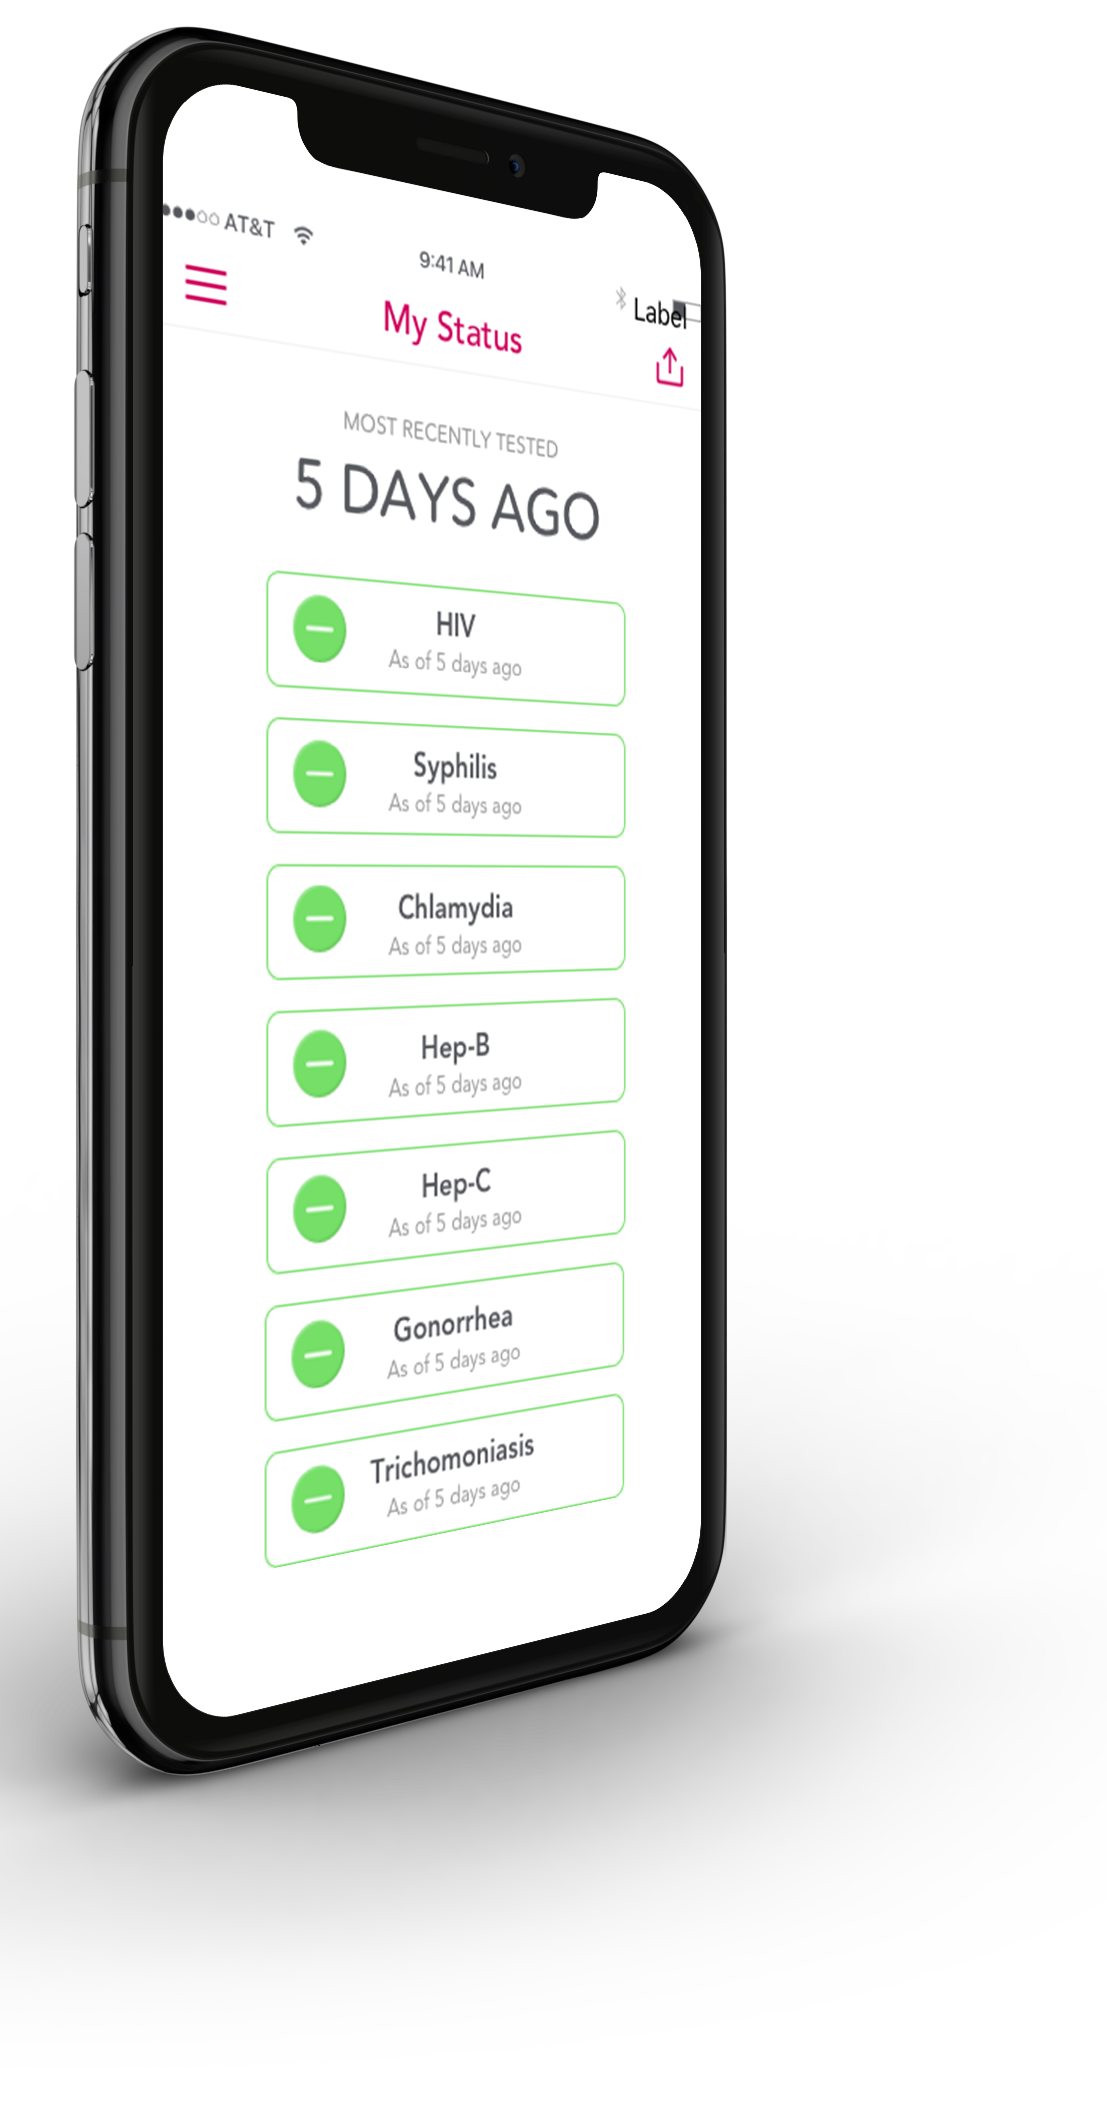 AT&T
9:41 AM
Label
My Status
MOST RECENTLY TESTED
5 DAYS AGO
HIV
As of 5 days ago
Syphilis
As of 5 days ago
Chlamydia
As of 5 days ago
Hep-B
As of 5 days ago
Hep-C
As of 5 days ago
Gonorrhea
As of 5 days ago
Trichomoniasis
As of 5 days ago